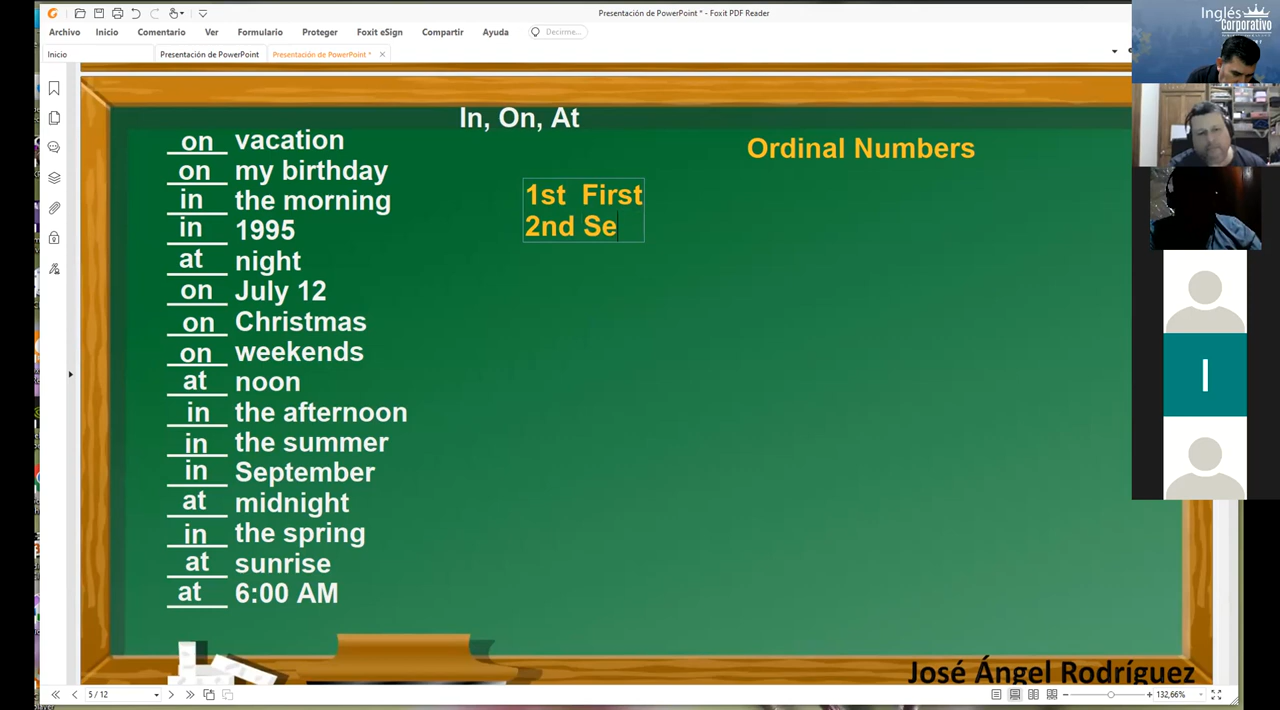 Presentación de PowerPoint * - Foxit PDF Reader
Archivo Inicio Comentario Ver Formulario Proteger Foxit eSign Compartir Ayuda Decirme...
Inicio Presentación de PowerPoint Presentación de PowerPoint *
In, On, At
Ordinal Numbers
on vacation
on my birthday
in the morning
in 1995
at night
on July 12
on Christmas
on weekends
at noon
in the afternoon
in the summer
in September
at midnight
in the spring
at sunrise
at 6:00 AM
1st First
2nd Se
José Ángel Rodríguez
5 / 12
132,66%
Inglés
Corporativo
I